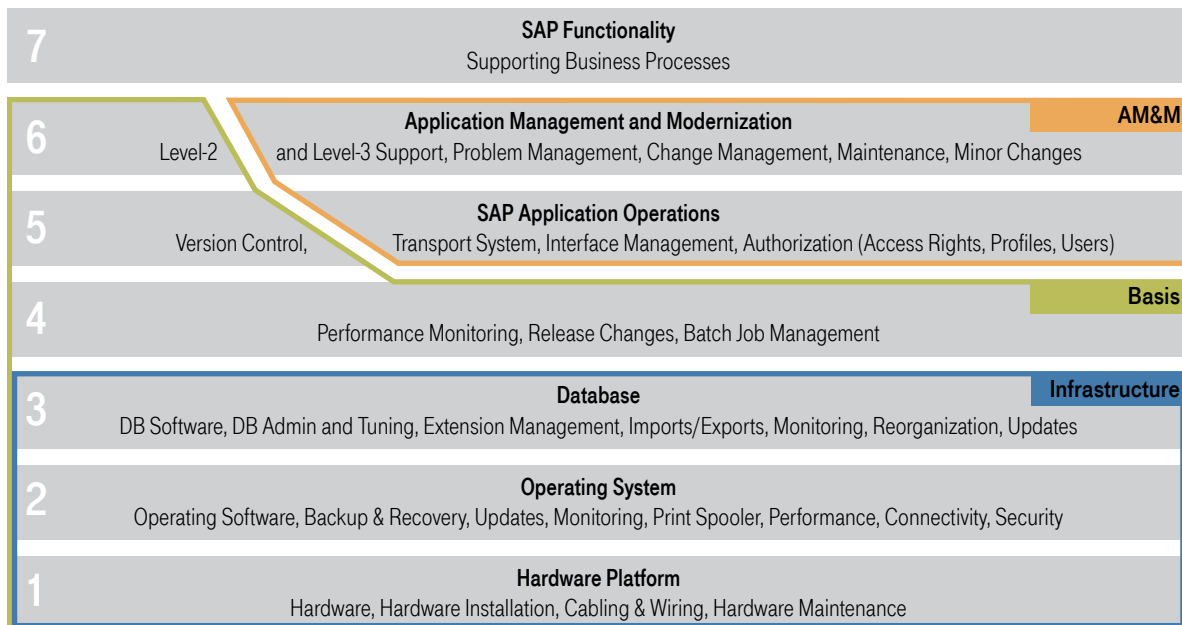 7
SAP Functionality
Supporting Business Processes
AM&M
6
Application Management and Modernization
Level-2 and Level-3 Support, Problem Management, Change Management, Maintenance, Minor Changes
5
SAP Application Operations
Version Control, Transport System, Interface Management, Authorization (Access Rights, Profiles, Users)
Basis
4
Performance Monitoring, Release Changes, Batch Job Management
Infrastructure
3
Database
DB Software, DB Admin and Tuning, Extension Management, Imports/Exports, Monitoring, Reorganization, Updates
2
Operating System
Operating Software, Backup & Recovery, Updates, Monitoring, Print Spooler, Performance, Connectivity, Security
1
Hardware Platform
Hardware, Hardware Installation, Cabling & Wiring, Hardware Maintenance